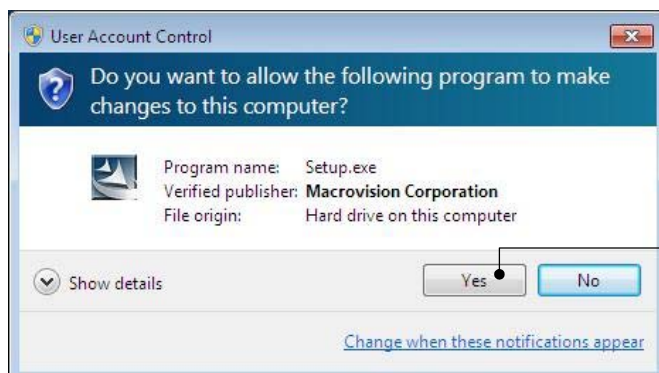 User Account Control
Do you want to allow the following program to make
changes to this computer?
Program name: Setup.exe
Verified publisher: Macrovision Corporation
File origin: Hard drive on this computer
Show details
Yes
No
Change when these notifications appear